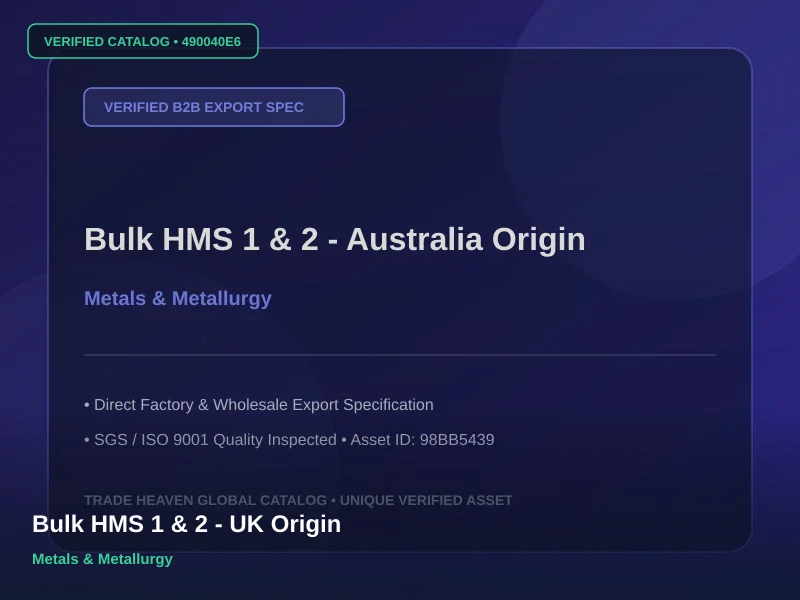 VERIFIED CATALOG • 490040E6
VERIFIED B2B EXPORT SPEC
Bulk HMS 1 & 2 - Australia Origin
Metals & Metallurgy
• Direct Factory & Wholesale Export Specification
• SGS / ISO 9001 Quality Inspected • Asset ID: 98BB5439
TRADE HEAVEN GLOBAL CATALOG • UNIQUE VERIFIED ASSET
Bulk HMS 1 & 2 - UK Origin
Metals & Metallurgy